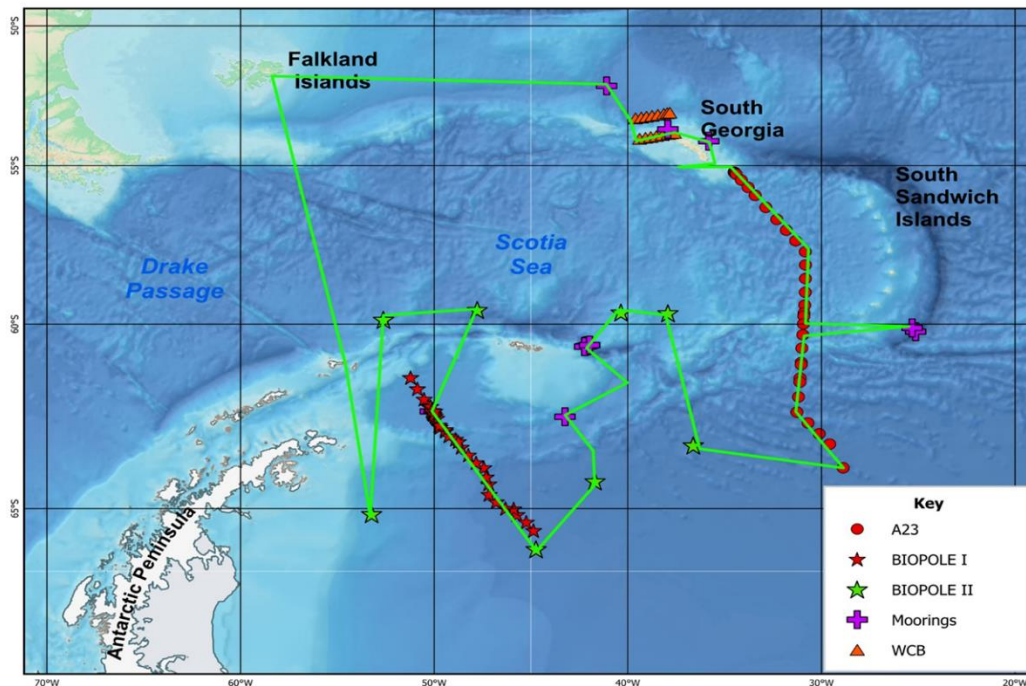 50°S
Falkland
Islands
South
Georgia
55°S
South
Sandwich
Islands
Scotia
Sea
Drake
Passage
60°S
65°S
Antarctic Peninsula
Key
A23
BIOPOLE I
BIOPOLE II
Moorings
WCB
70°W
60°W
50°W
40°W
30°W
20°W